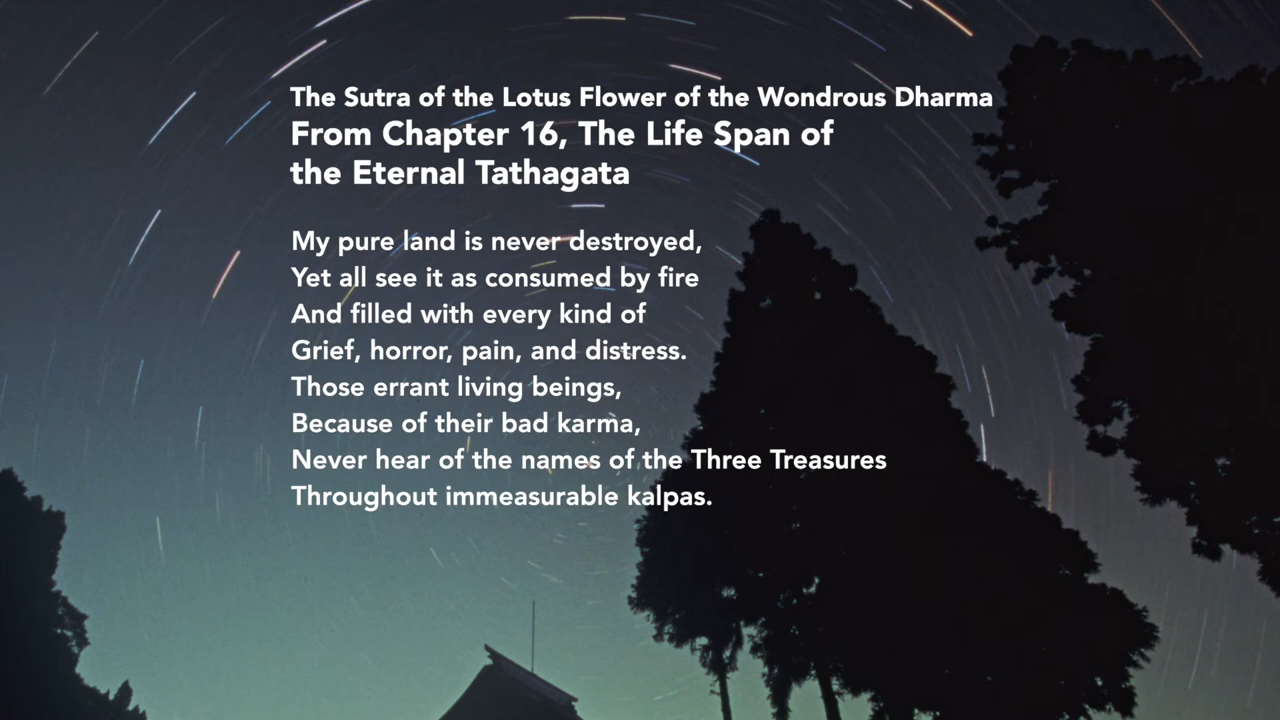 The Sutra of the Lotus Flower of the Wondrous Dharma
From Chapter 16, The Life Span of
the Eternal Tathagata
My pure land is never destroyed,
Yet all see it as consumed by fire
And filled with every kind of
Grief, horror, pain, and distress.
Those errant living beings,
Because of their bad karma,
Never hear of the names of the Three Treasures
Throughout immeasurable kalpas.